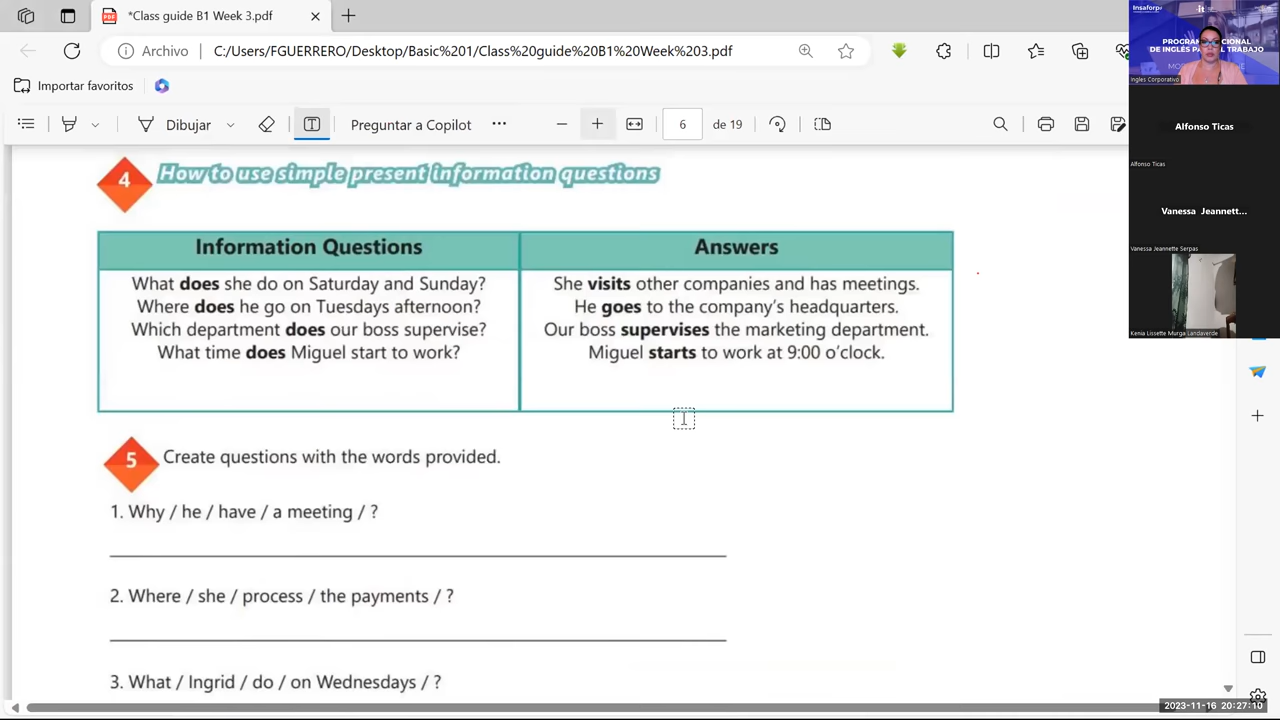 *Class guide B1 Week 3.pdf
Archivo
C:/Users/FGUERRERO/Desktop/Basic%201/Class%20guide%20B1%20Week%203.pdf
Importar favoritos
Dibujar
Preguntar a Copilot
6
de 19
4
How to use simple present information questions
Information Questions
Answers
What does she do on Saturday and Sunday?
She visits other companies and has meetings.
Where does he go on Tuesdays afternoon?
He goes to the company's headquarters.
Which department does our boss supervise?
Our boss supervises the marketing department.
What time does Miguel start to work?
Miguel starts to work at 9:00 o'clock.
5
Create questions with the words provided.
1. Why / he / have / a meeting / ?
2. Where / she / process / the payments / ?
3. What / Ingrid / do / on Wednesdays / ?
Ingles Corporativo
Alfonso Ticas
Alfonso Ticas
Vanessa Jeannett...
Vanessa Jeannette Serpas
Kenia Lissette Murga Landaverde
2023-11-16 20:27:10